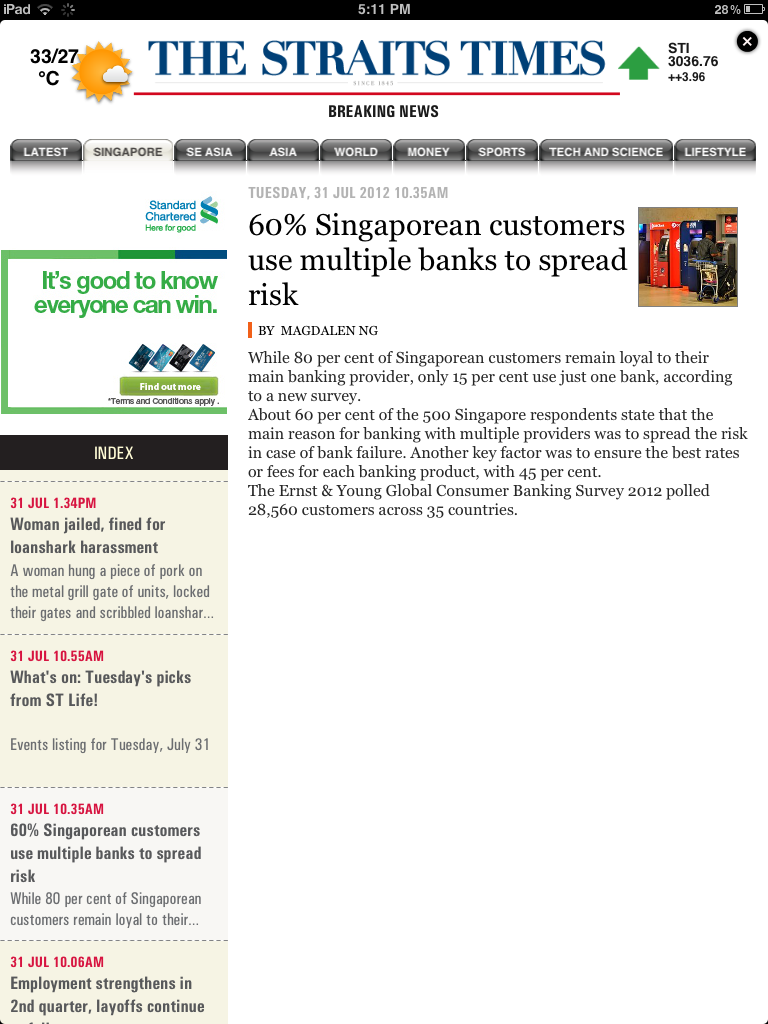 iPad
5:11 PM
28%
33/27
°C
THE STRAITS TIMES
SINCE 1845
STI
3036.76
++3.96
BREAKING NEWS
LATEST
SINGAPORE
SE ASIA
ASIA
WORLD
MONEY
SPORTS
TECH AND SCIENCE
LIFESTYLE
Standard
Chartered
Here for good
It's good to know
everyone can win.
Find out more
*Terms and Conditions apply .
INDEX
31 JUL 1.34PM
Woman jailed, fined for
loanshark harassment
A woman hung a piece of pork on
the metal grill gate of units, locked
their gates and scribbled loanshar...
31 JUL 10.55AM
What's on: Tuesday's picks
from ST Life!
Events listing for Tuesday, July 31
31 JUL 10.35AM
60% Singaporean customers
use multiple banks to spread
risk
While 80 per cent of Singaporean
customers remain loyal to their...
31 JUL 10.06AM
Employment strengthens in
2nd quarter, layoffs continue
TUESDAY, 31 JUL 2012 10.35AM
60% Singaporean customers
use multiple banks to spread
risk
BY MAGDALEN NG
While 80 per cent of Singaporean customers remain loyal to their
main banking provider, only 15 per cent use just one bank, according
to a new survey.
About 60 per cent of the 500 Singapore respondents state that the
main reason for banking with multiple providers was to spread the risk
in case of bank failure. Another key factor was to ensure the best rates
or fees for each banking product, with 45 per cent.
The Ernst & Young Global Consumer Banking Survey 2012 polled
28,560 customers across 35 countries.